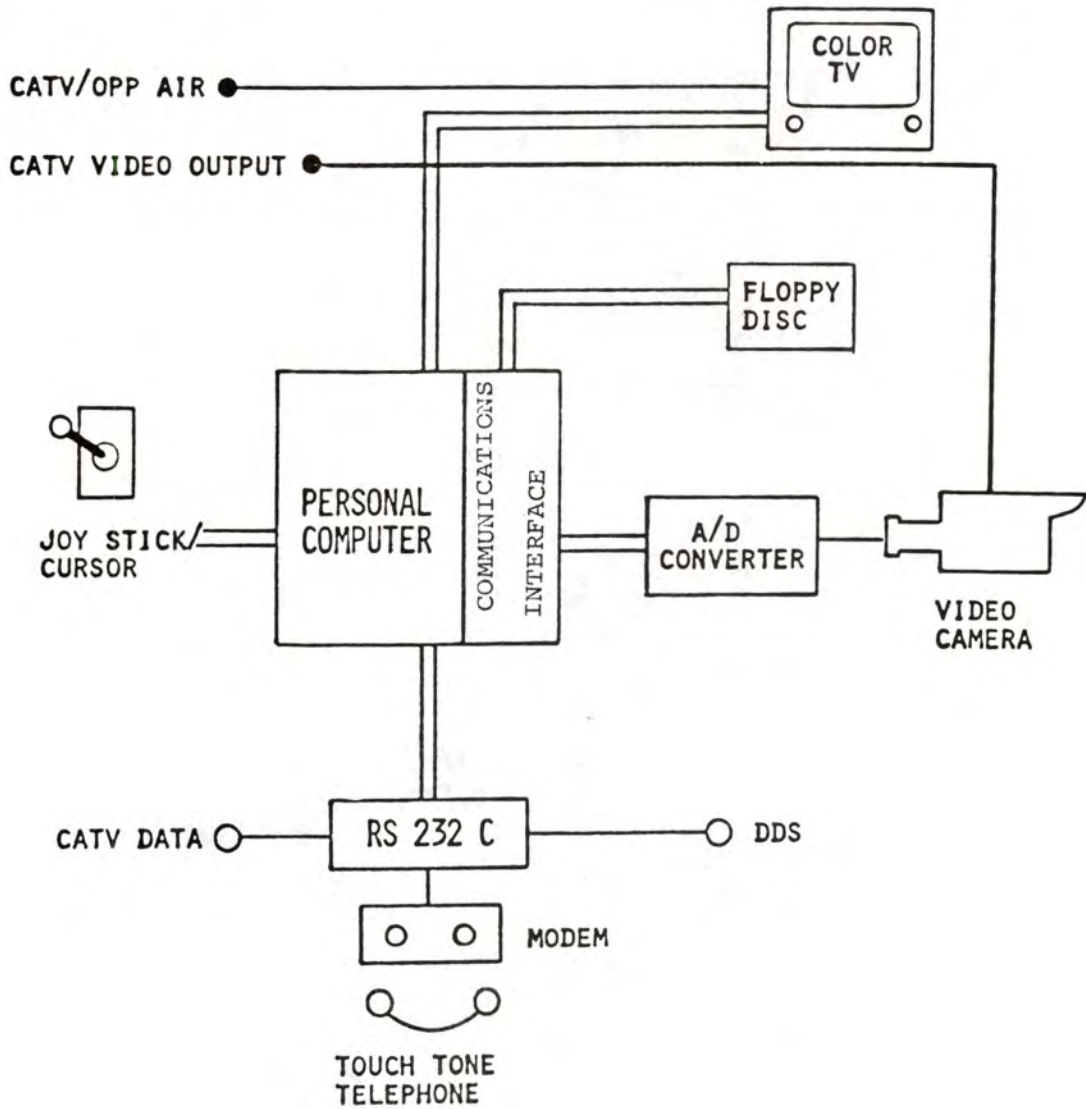 COLOR
TV
CATV/OPP AIR
CATV VIDEO OUTPUT
FLOPPY
DISC
COMMUNICATIONS
INTERFACE
PERSONAL
COMPUTER
JOY STICK/
CURSOR
A/D
CONVERTER
VIDEO
CAMERA
CATV DATA
RS 232 C
DDS
MODEM
TOUCH TONE
TELEPHONE